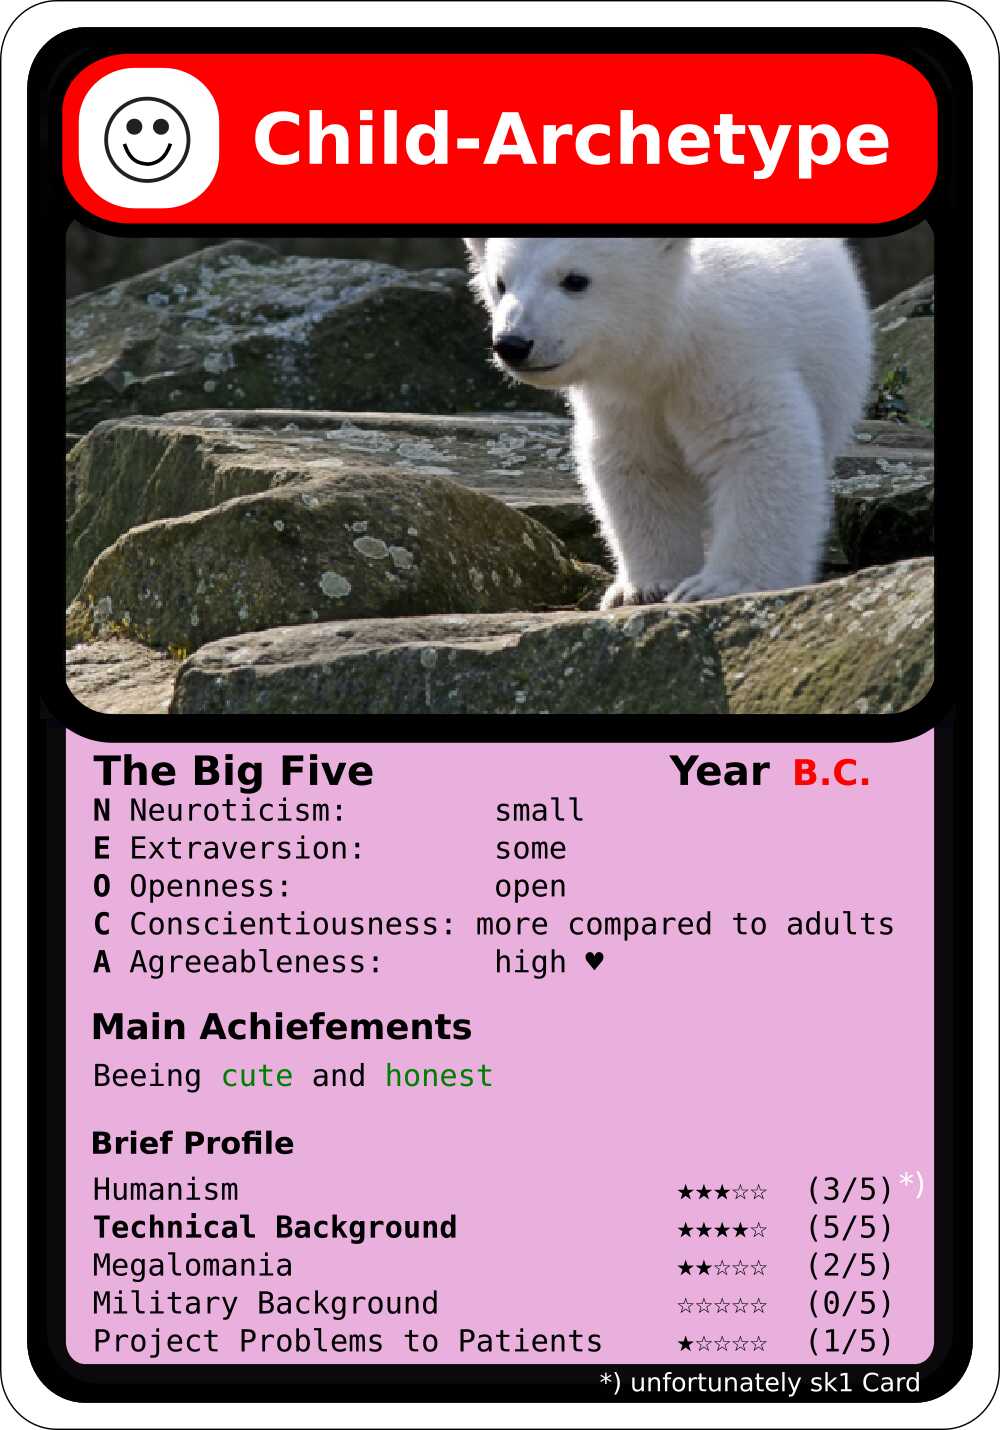 Child-Archetype
The Big Five Year B.C.
N Neuroticism: small
E Extraversion: some
O Openness: open
C Conscientiousness: more compared to adults
A Agreeableness: high ♥
Main Achiefements
Beeing cute and honest
Brief Profile
Humanism ★★★☆☆ (3/5) *)
Technical Background ★★★★☆ (5/5)
Megalomania ★★☆☆☆ (2/5)
Military Background ☆☆☆☆☆ (0/5)
Project Problems to Patients ★☆☆☆☆ (1/5)
*) unfortunately sk1 Card